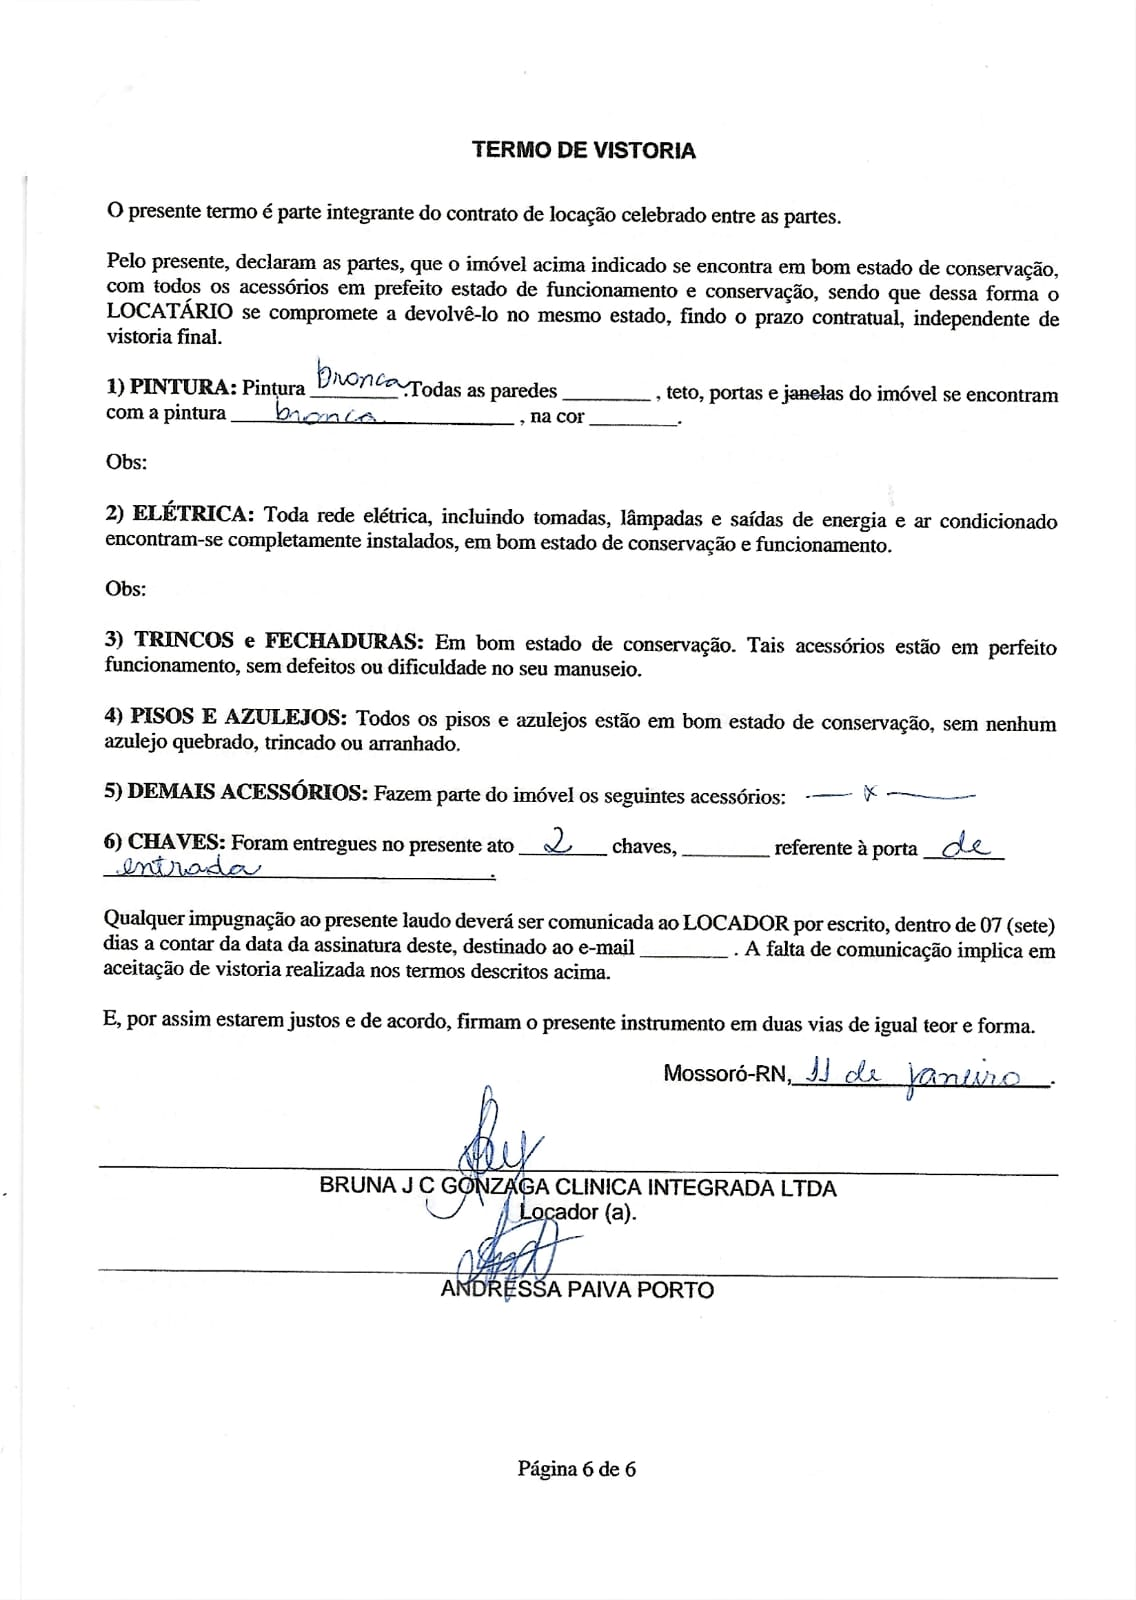 TERMO DE VISTORIA
O presente termo é parte integrante do contrato de locação celebrado entre as partes.
Pelo presente, declaram as partes, que o imóvel acima indicado se encontra em bom estado de conservação,
com todos os acessórios em prefeito estado de funcionamento e conservação, sendo que dessa forma o
LOCATÁRIO se compromete a devolvê-lo no mesmo estado, findo o prazo contratual, independente de
vistoria final.
1) PINTURA: Pintura branca.Todas as paredes ________ , teto, portas e janelas do imóvel se encontram
com a pintura branca , na cor ________.
Obs:
2) ELÉTRICA: Toda rede elétrica, incluindo tomadas, lâmpadas e saídas de energia e ar condicionado
encontram-se completamente instalados, em bom estado de conservação e funcionamento.
Obs:
3) TRINCOS e FECHADURAS: Em bom estado de conservação. Tais acessórios estão em perfeito
funcionamento, sem defeitos ou dificuldade no seu manuseio.
4) PISOS E AZULEJOS: Todos os pisos e azulejos estão em bom estado de conservação, sem nenhum
azulejo quebrado, trincado ou arranhado.
5) DEMAIS ACESSÓRIOS: Fazem parte do imóvel os seguintes acessórios: — x —
6) CHAVES: Foram entregues no presente ato 2 chaves, ________ referente à porta de
entrada.
Qualquer impugnação ao presente laudo deverá ser comunicada ao LOCADOR por escrito, dentro de 07 (sete)
dias a contar da data da assinatura deste, destinado ao e-mail ________ . A falta de comunicação implica em
aceitação de vistoria realizada nos termos descritos acima.
E, por assim estarem justos e de acordo, firmam o presente instrumento em duas vias de igual teor e forma.
Mossoró-RN, 11 de janeiro.
BRUNA J C GONZAGA CLINICA INTEGRADA LTDA
Locador (a).
ANDRESSA PAIVA PORTO
Página 6 de 6